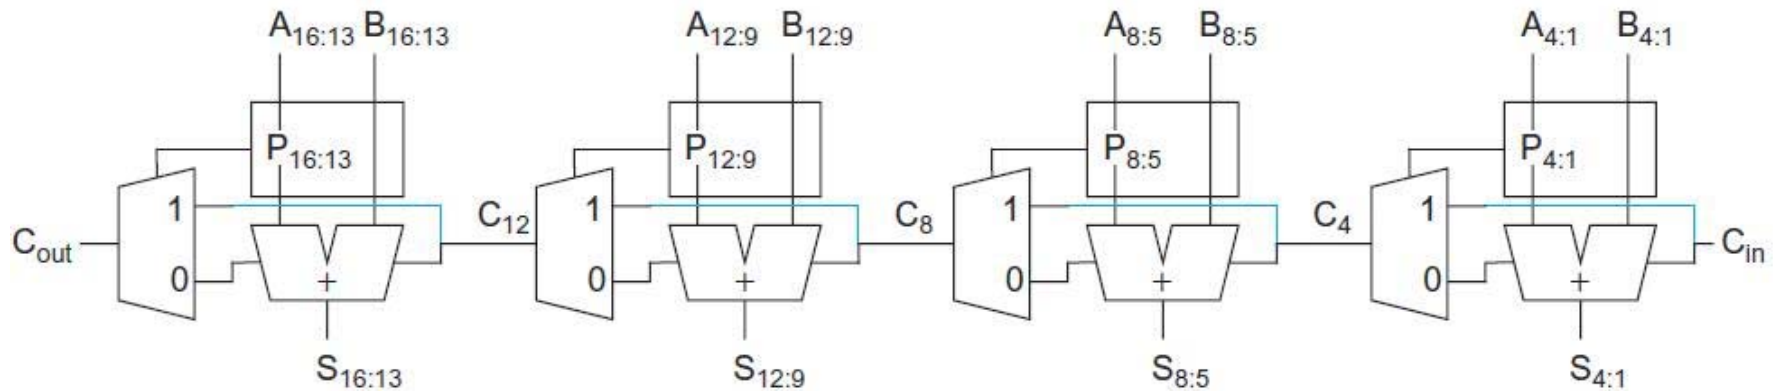 A16:13 B16:13 A12:9 B12:9 A8:5 B8:5 A4:1 B4:1
P16:13 P12:9 P8:5 P4:1
1 1 1 1
Cout C12 C8 C4 Cin
0 + 0 + 0 + 0 +
S16:13 S12:9 S8:5 S4:1